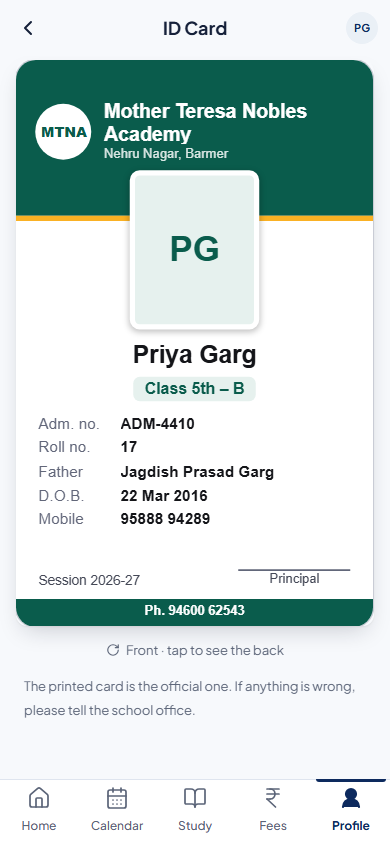 ID Card
PG
MTNA
Mother Teresa Nobles
Academy
Nehru Nagar, Barmer
PG
Priya Garg
Class 5th – B
Adm. no. ADM-4410
Roll no. 17
Father Jagdish Prasad Garg
D.O.B. 22 Mar 2016
Mobile 95888 94289
Session 2026-27
Principal
Ph. 94600 62543
Front · tap to see the back
The printed card is the official one. If anything is wrong,
please tell the school office.
Home Calendar Study Fees Profile